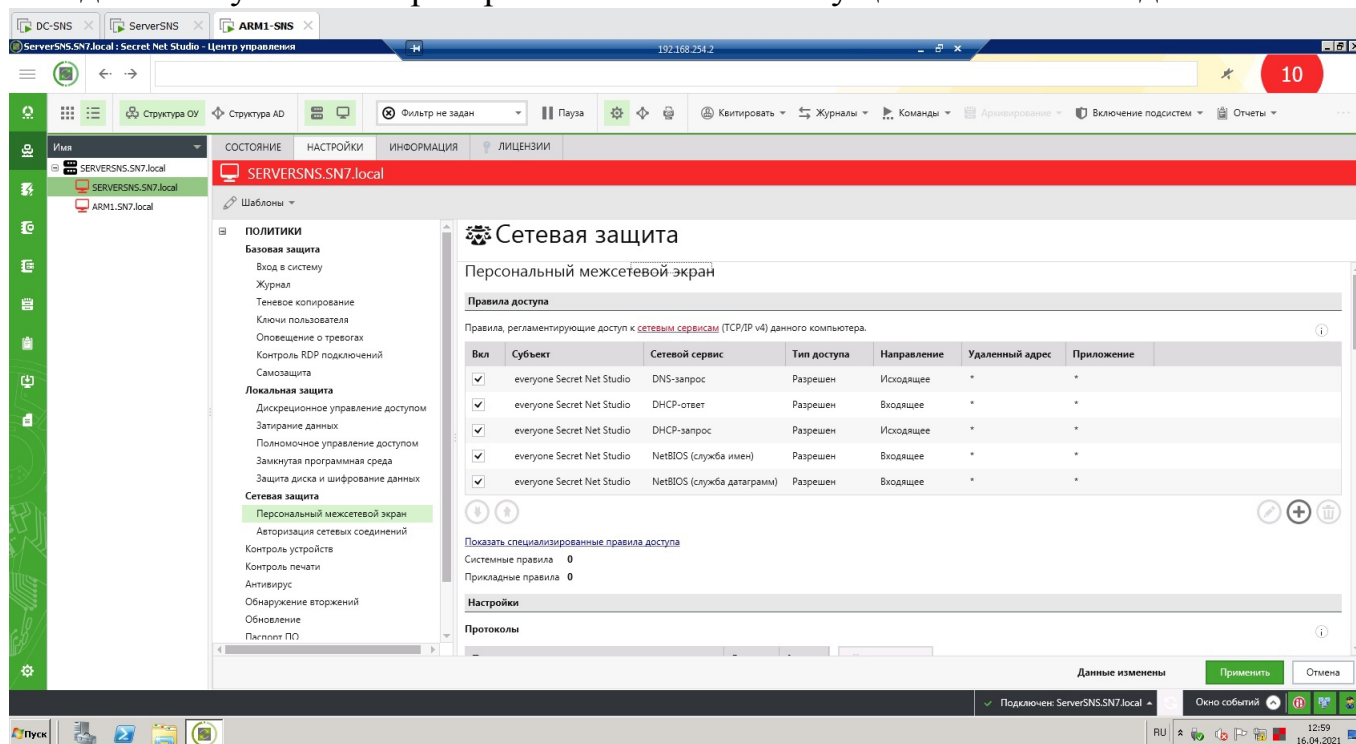 DC-SNS ServerSNS ARM1-SNS
ServerSNS.SN7.local : Secret Net Studio - Центр управления 192.168.254.2
10
Структура ОУ Структура AD Фильтр не задан Пауза Квитировать Журналы Команды Архивирование Включение подсистем Отчеты
Имя СОСТОЯНИЕ НАСТРОЙКИ ИНФОРМАЦИЯ ЛИЦЕНЗИИ
SERVERSNS.SN7.local
SERVERSNS.SN7.local
ARM1.SN7.local
SERVERSNS.SN7.local
Шаблоны
ПОЛИТИКИ
Базовая защита
Вход в систему
Журнал
Теневое копирование
Ключи пользователя
Оповещение о тревогах
Контроль RDP подключений
Самозащита
Локальная защита
Дискреционное управление доступом
Затирание данных
Полномочное управление доступом
Замкнутая программная среда
Защита диска и шифрование данных
Сетевая защита
Персональный межсетевой экран
Авторизация сетевых соединений
Контроль устройств
Контроль печати
Антивирус
Обнаружение вторжений
Обновление
Паспорт ПО
Сетевая защита
Персональный межсетевой экран
Правила доступа
Правила, регламентирующие доступ к сетевым сервисам (TCP/IP v4) данного компьютера.
Вкл Субъект Сетевой сервис Тип доступа Направление Удаленный адрес Приложение
everyone Secret Net Studio DNS-запрос Разрешен Исходящее * *
everyone Secret Net Studio DHCP-ответ Разрешен Входящее * *
everyone Secret Net Studio DHCP-запрос Разрешен Исходящее * *
everyone Secret Net Studio NetBIOS (служба имен) Разрешен Входящее * *
everyone Secret Net Studio NetBIOS (служба датаграмм) Разрешен Входящее * *
Показать специализированные правила доступа
Системные правила 0
Прикладные правила 0
Настройки
Протоколы
Данные изменены Применить Отмена
Подключен: ServerSNS.SN7.local Окно событий
Пуск RU 12:59
16.04.2021